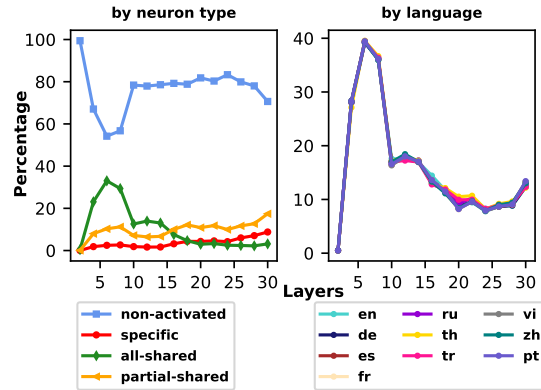 by neuron type
by language
Percentage
100
80
60
40
20
0
5 10 15 20 25 30
40
30
20
10
0
5 10 15 20 25 30
Layers
non-activated
specific
all-shared
partial-shared
en
de
es
fr
ru
th
tr
vi
zh
pt